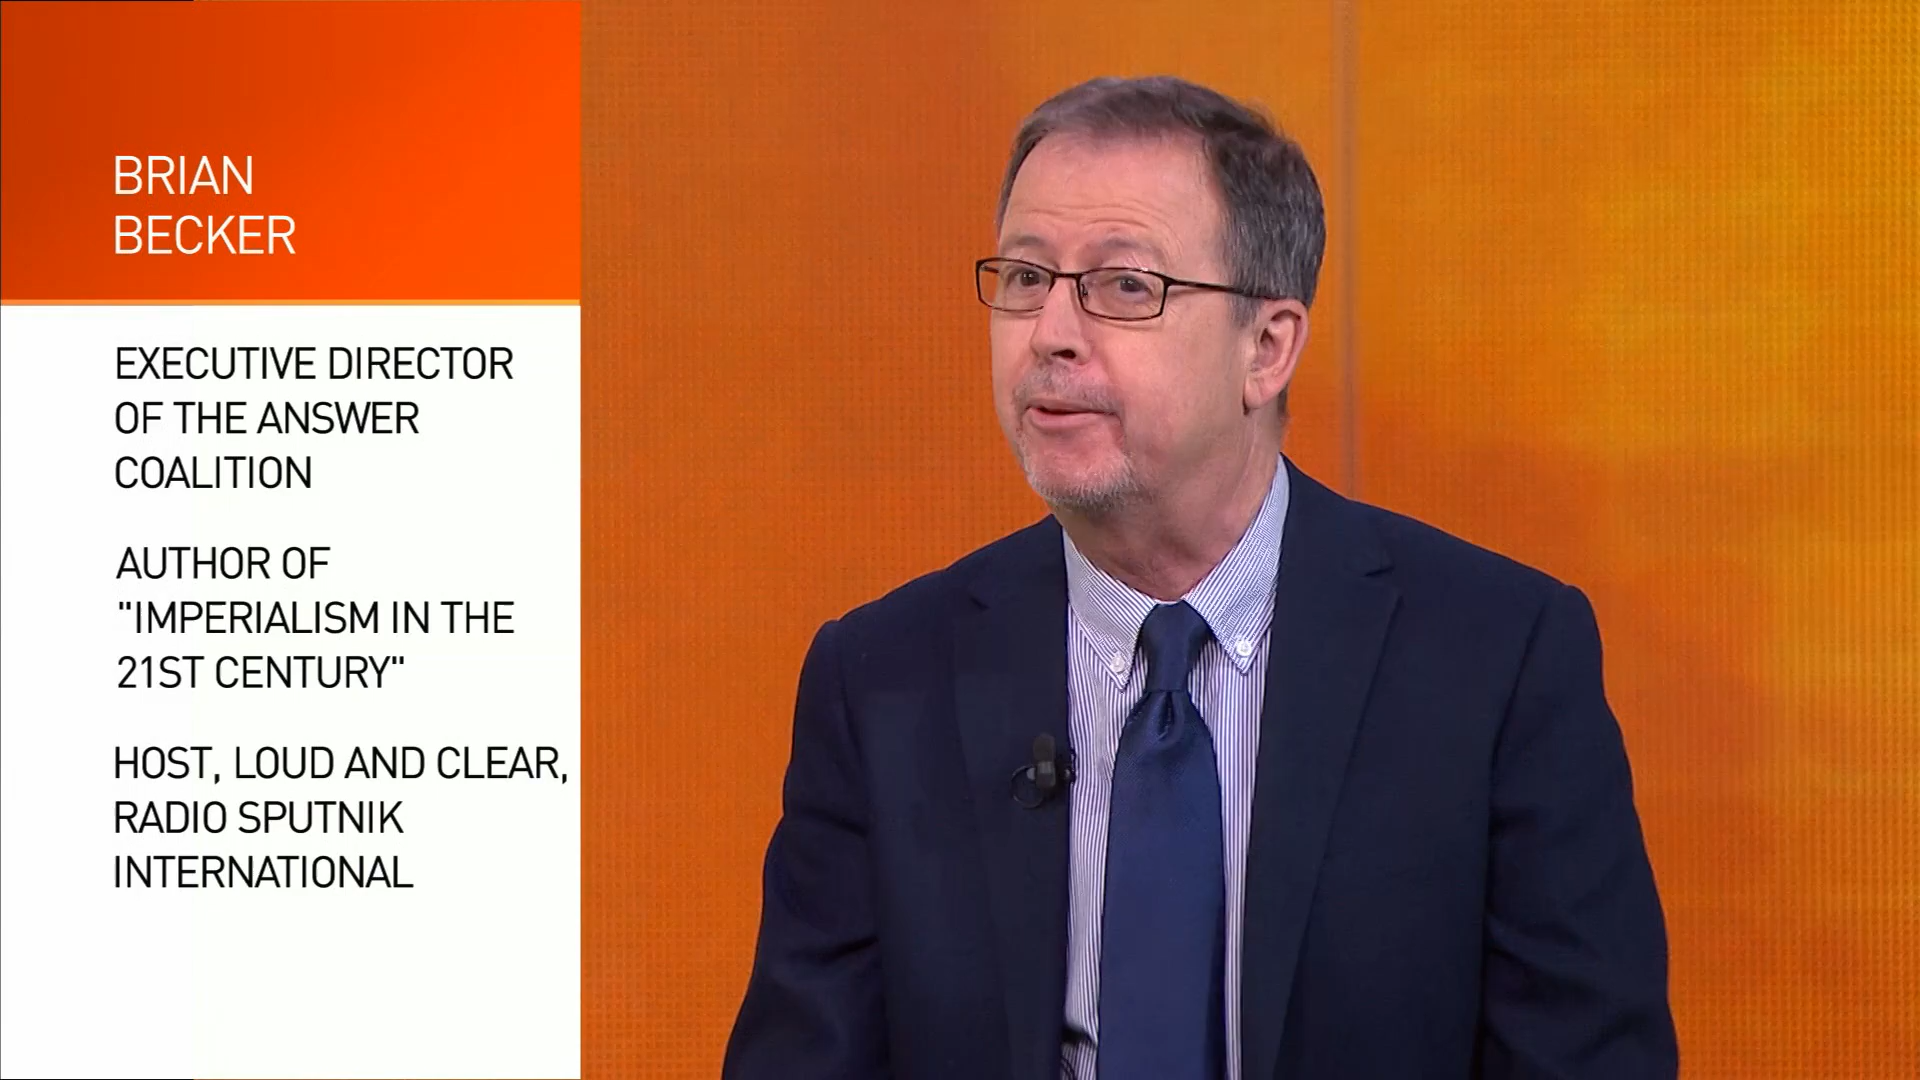 BRIAN
BECKER
EXECUTIVE DIRECTOR
OF THE ANSWER
COALITION
AUTHOR OF
"IMPERIALISM IN THE
21ST CENTURY"
HOST, LOUD AND CLEAR,
RADIO SPUTNIK
INTERNATIONAL